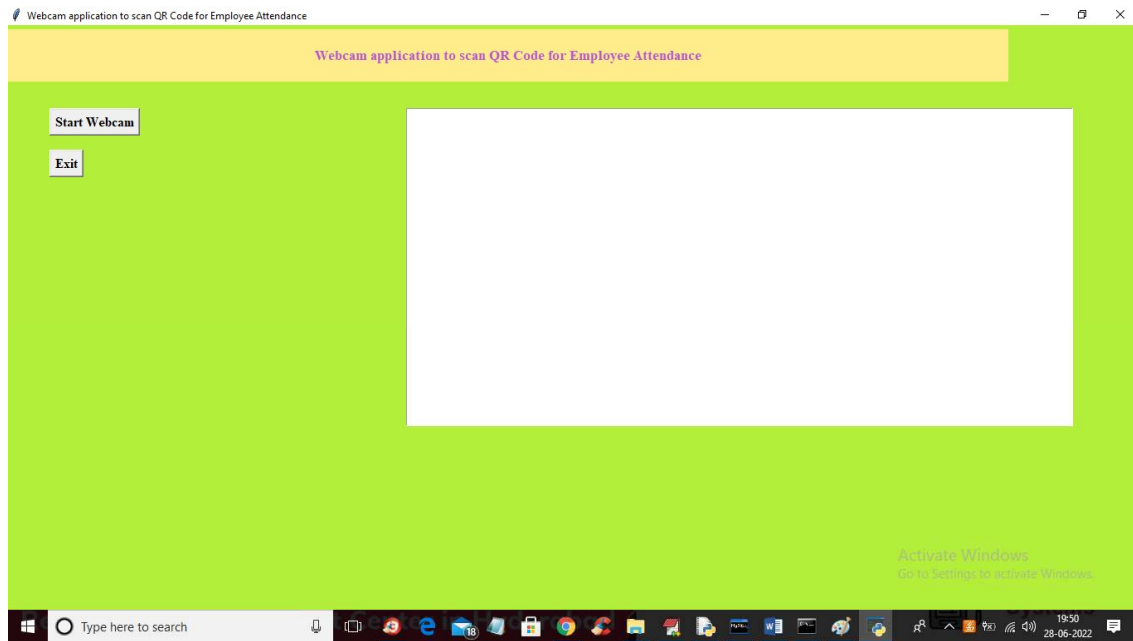 Webcam application to scan QR Code for Employee Attendance
Webcam application to scan QR Code for Employee Attendance
Start Webcam
Exit
Activate Windows
Go to Settings to activate Windows.
Type here to search
18
19:50
28-06-2022